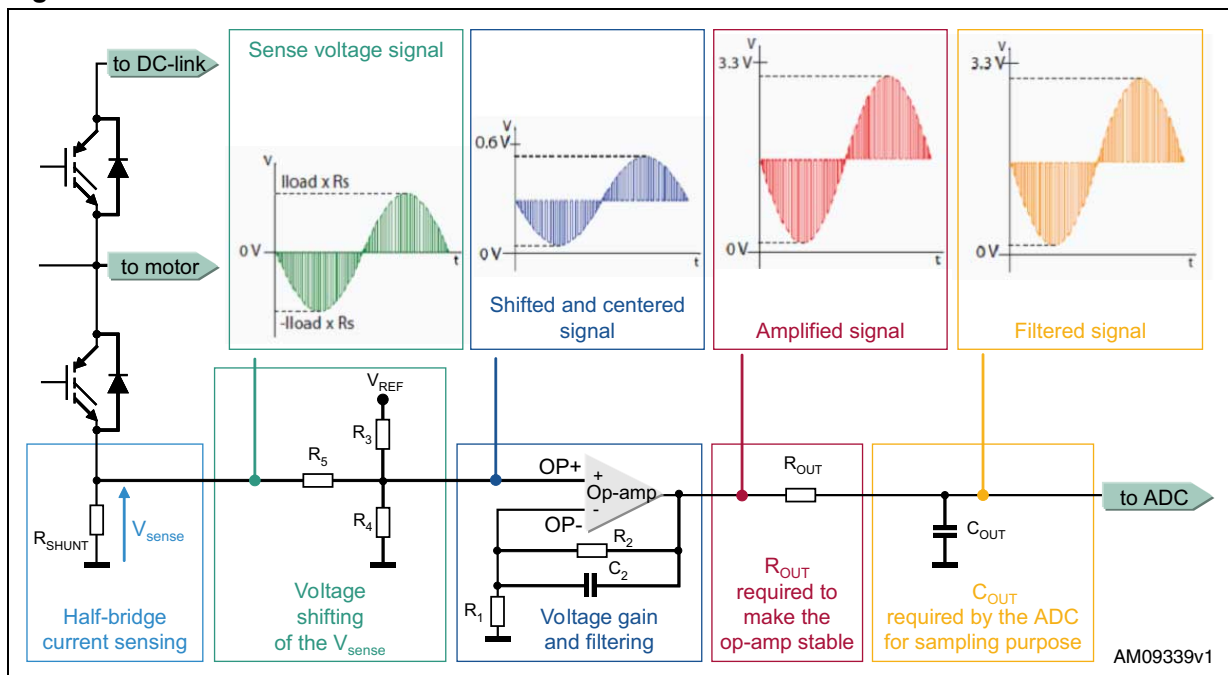 to DC-link
to motor
Sense voltage signal
V
Iload x Rs
0 V
t
-Iload x Rs
V
0.6 V
0 V
t
Shifted and centered
signal
V
3.3 V
0 V
t
Amplified signal
V
3.3 V
0 V
t
Filtered signal
RSHUNT
Vsense
Half-bridge
current sensing
R5
VREF
R3
R4
Voltage
shifting
of the Vsense
OP+
+
Op-amp
-
OP-
R2
C2
R1
Voltage gain
and filtering
ROUT
ROUT
required to
make the
op-amp stable
to ADC
COUT
COUT
required by the ADC
for sampling purpose
AM09339v1